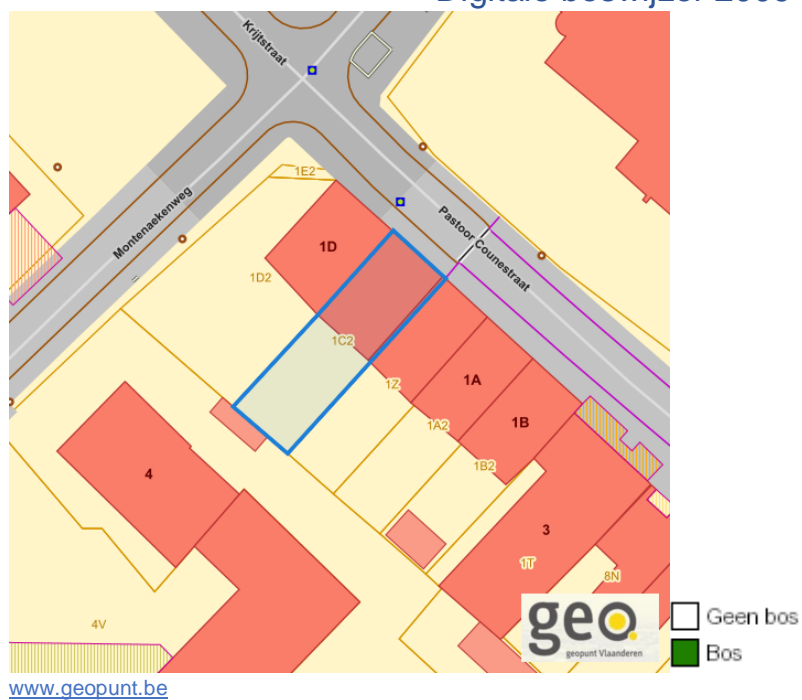 Krijtstraat
1E2
Montenaekenweg
Pastoor Counestraat
1D
1D2
1C2
1Z
1A
1A2
1B
1B2
4
3
1T
8N
4V
geo.
geopunt Vlaanderen
Geen bos
Bos
www.geopunt.be